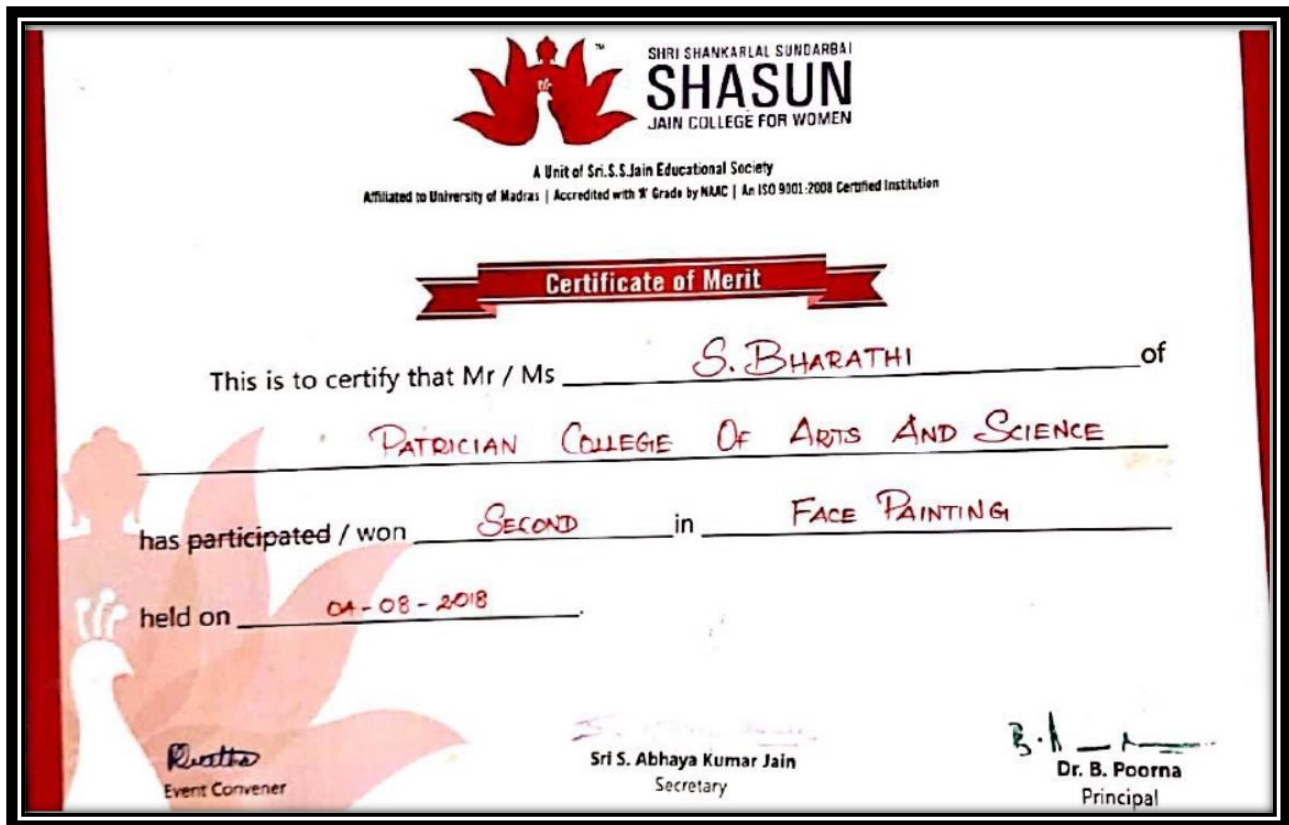 ™
SHRI SHANKARLAL SUNDARBAI
SHASUN
JAIN COLLEGE FOR WOMEN
A Unit of Sri.S.S.Jain Educational Society
Affiliated to University of Madras | Accredited with 'A' Grade by NAAC | An ISO 9001:2008 Certified Institution
Certificate of Merit
This is to certify that Mr / Ms S. BHARATHI of
PATRICIAN COLLEGE OF ARTS AND SCIENCE
has participated / won SECOND in FACE PAINTING
held on 04-08-2018.
Event Convener
Sri S. Abhaya Kumar Jain
Secretary
Dr. B. Poorna
Principal